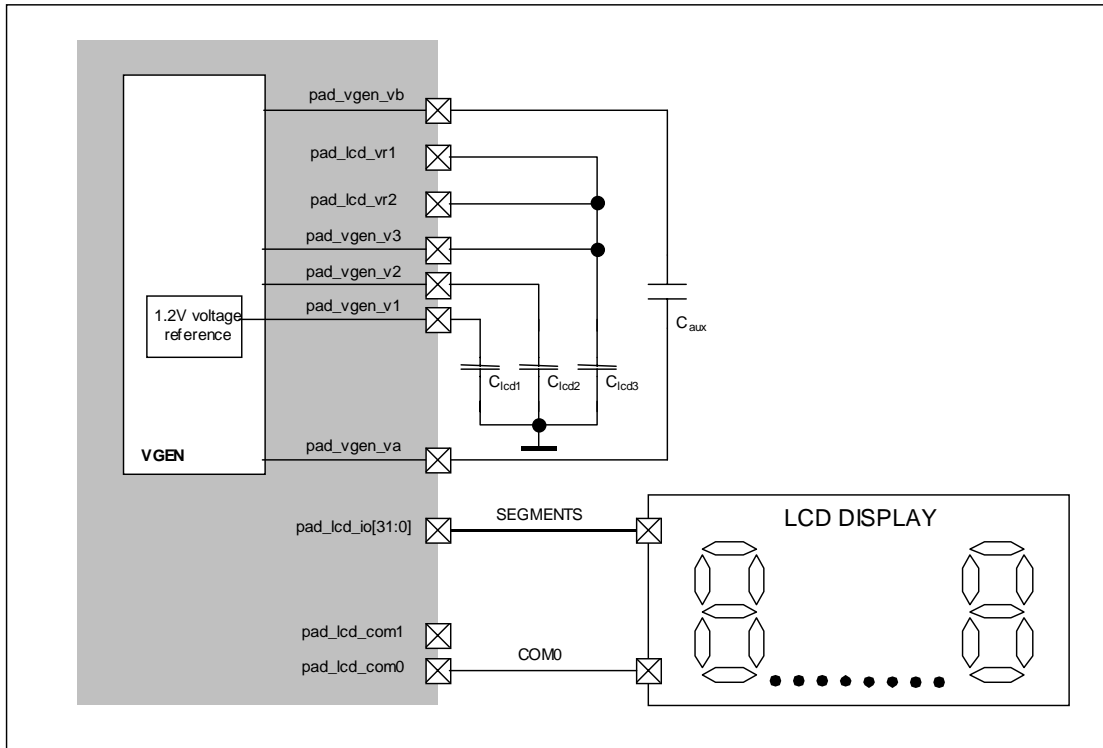 pad_vgen_vb
pad_lcd_vr1
pad_lcd_vr2
pad_vgen_v3
pad_vgen_v2
pad_vgen_v1
1.2V voltage
reference
Caux
Clcd1
Clcd2
Clcd3
pad_vgen_va
VGEN
pad_lcd_io[31:0]
SEGMENTS
LCD DISPLAY
pad_lcd_com1
pad_lcd_com0
COM0